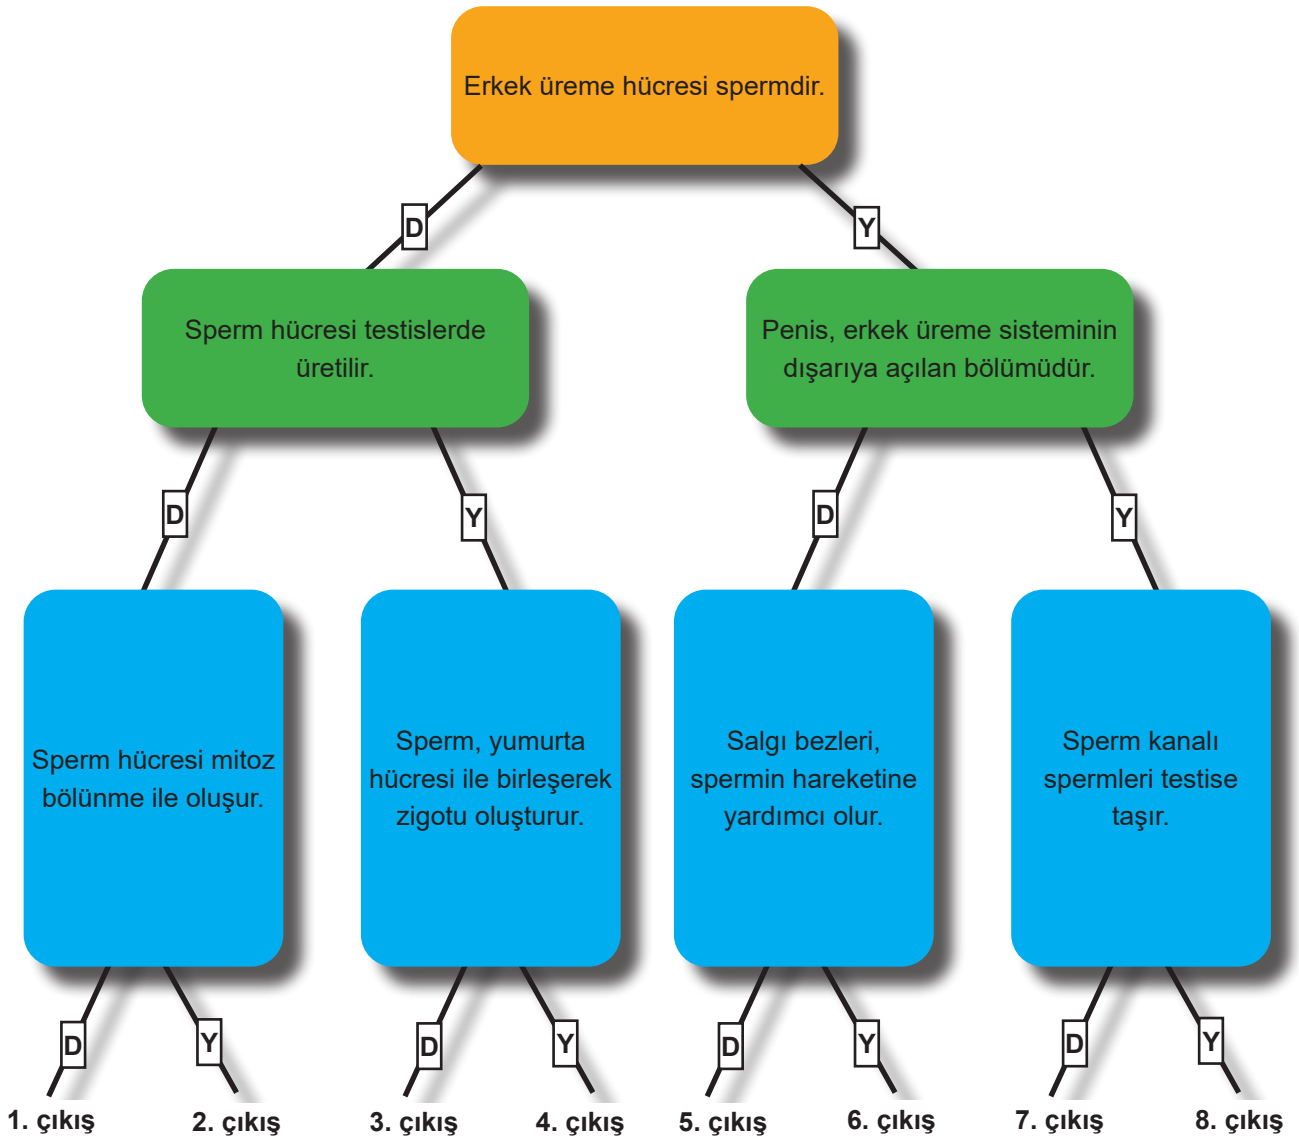 Erkek üreme hücresi spermdir.
D
Y
Sperm hücresi testislerde
üretilir.
Penis, erkek üreme sisteminin
dışarıya açılan bölümüdür.
D
Y
D
Y
Sperm hücresi mitoz
bölünme ile oluşur.
Sperm, yumurta
hücresi ile birleşerek
zigotu oluşturur.
Salgı bezleri,
spermin hareketine
yardımcı olur.
Sperm kanalı
spermleri testise
taşır.
D
Y
D
Y
D
Y
D
Y
1. çıkış
2. çıkış
3. çıkış
4. çıkış
5. çıkış
6. çıkış
7. çıkış
8. çıkış